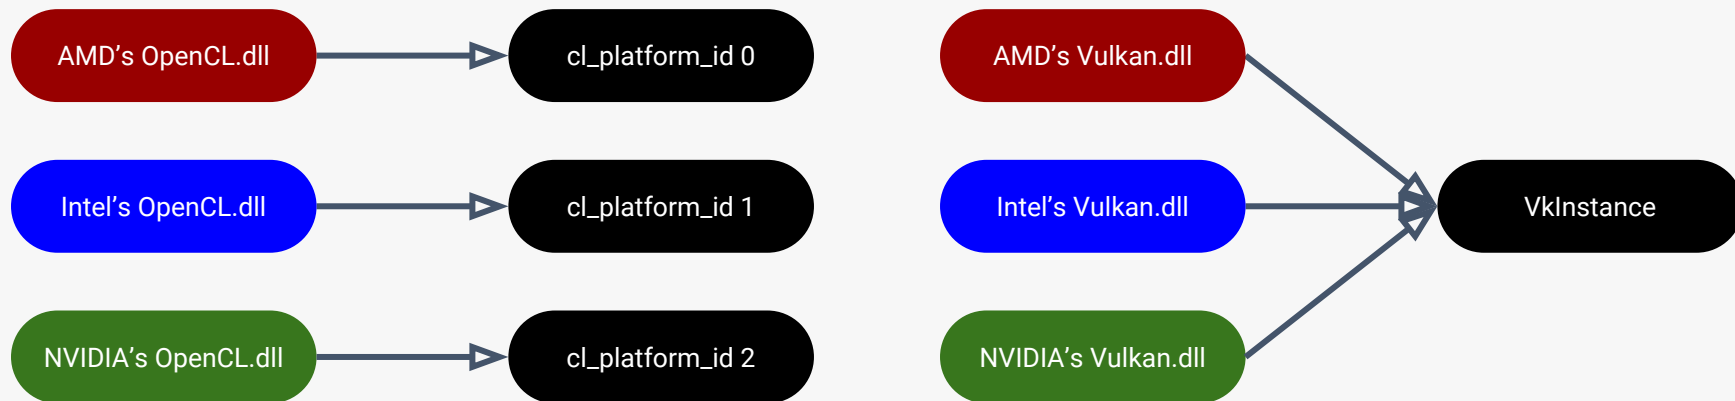 AMD’s OpenCL.dll
cl_platform_id 0
AMD’s Vulkan.dll
Intel’s OpenCL.dll
cl_platform_id 1
Intel’s Vulkan.dll
VkInstance
NVIDIA’s OpenCL.dll
cl_platform_id 2
NVIDIA’s Vulkan.dll